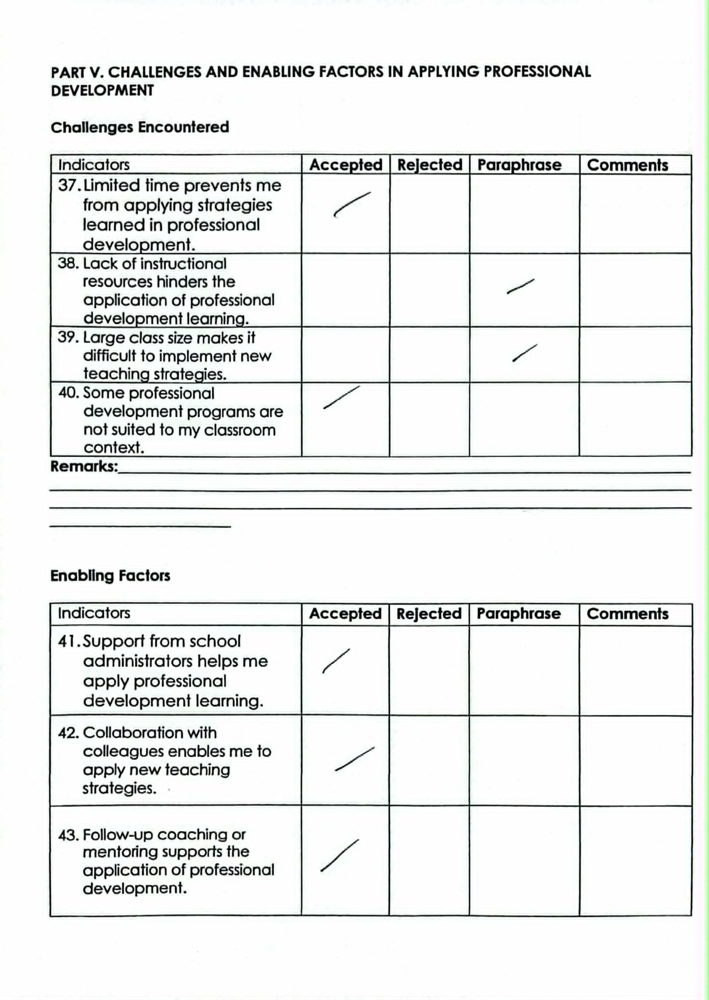 PART V. CHALLENGES AND ENABLING FACTORS IN APPLYING PROFESSIONAL
DEVELOPMENT
Challenges Encountered
Indicators Accepted Rejected Paraphrase Comments
37. Limited time prevents me
from applying strategies
learned in professional
development.
38. Lack of instructional
resources hinders the
application of professional
development learning.
39. Large class size makes it
difficult to implement new
teaching strategies.
40. Some professional
development programs are
not suited to my classroom
context.
Remarks:
Enabling Factors
Indicators Accepted Rejected Paraphrase Comments
41. Support from school
administrators helps me
apply professional
development learning.
42. Collaboration with
colleagues enables me to
apply new teaching
strategies.
43. Follow-up coaching or
mentoring supports the
application of professional
development.